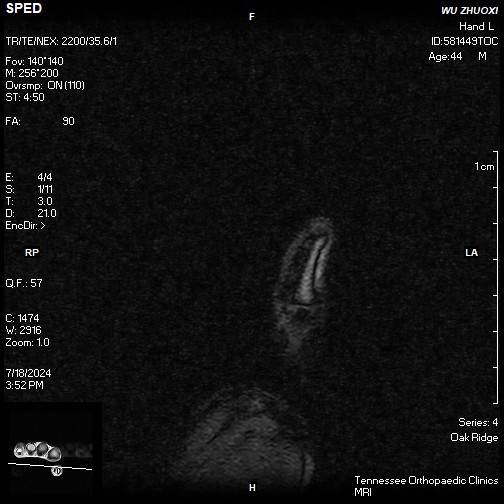 SPED
F
WU ZHUOXI
Hand L
TR/TE/NEX: 2200/35.6/1
ID:581449TOC
Age:44 M
Fov: 140*140
M: 256*200
Ovrsmp: ON (110)
ST: 4:50
FA: 90
1cm
E: 4/4
S: 1/11
T: 3.0
D: 21.0
EncDir: >
RP
LA
Q.F.: 57
C: 1474
W: 2916
Zoom: 1.0
7/18/2024
3:52 PM
Series: 4
Oak Ridge
Tennessee Orthopaedic Clinics
MRI
H